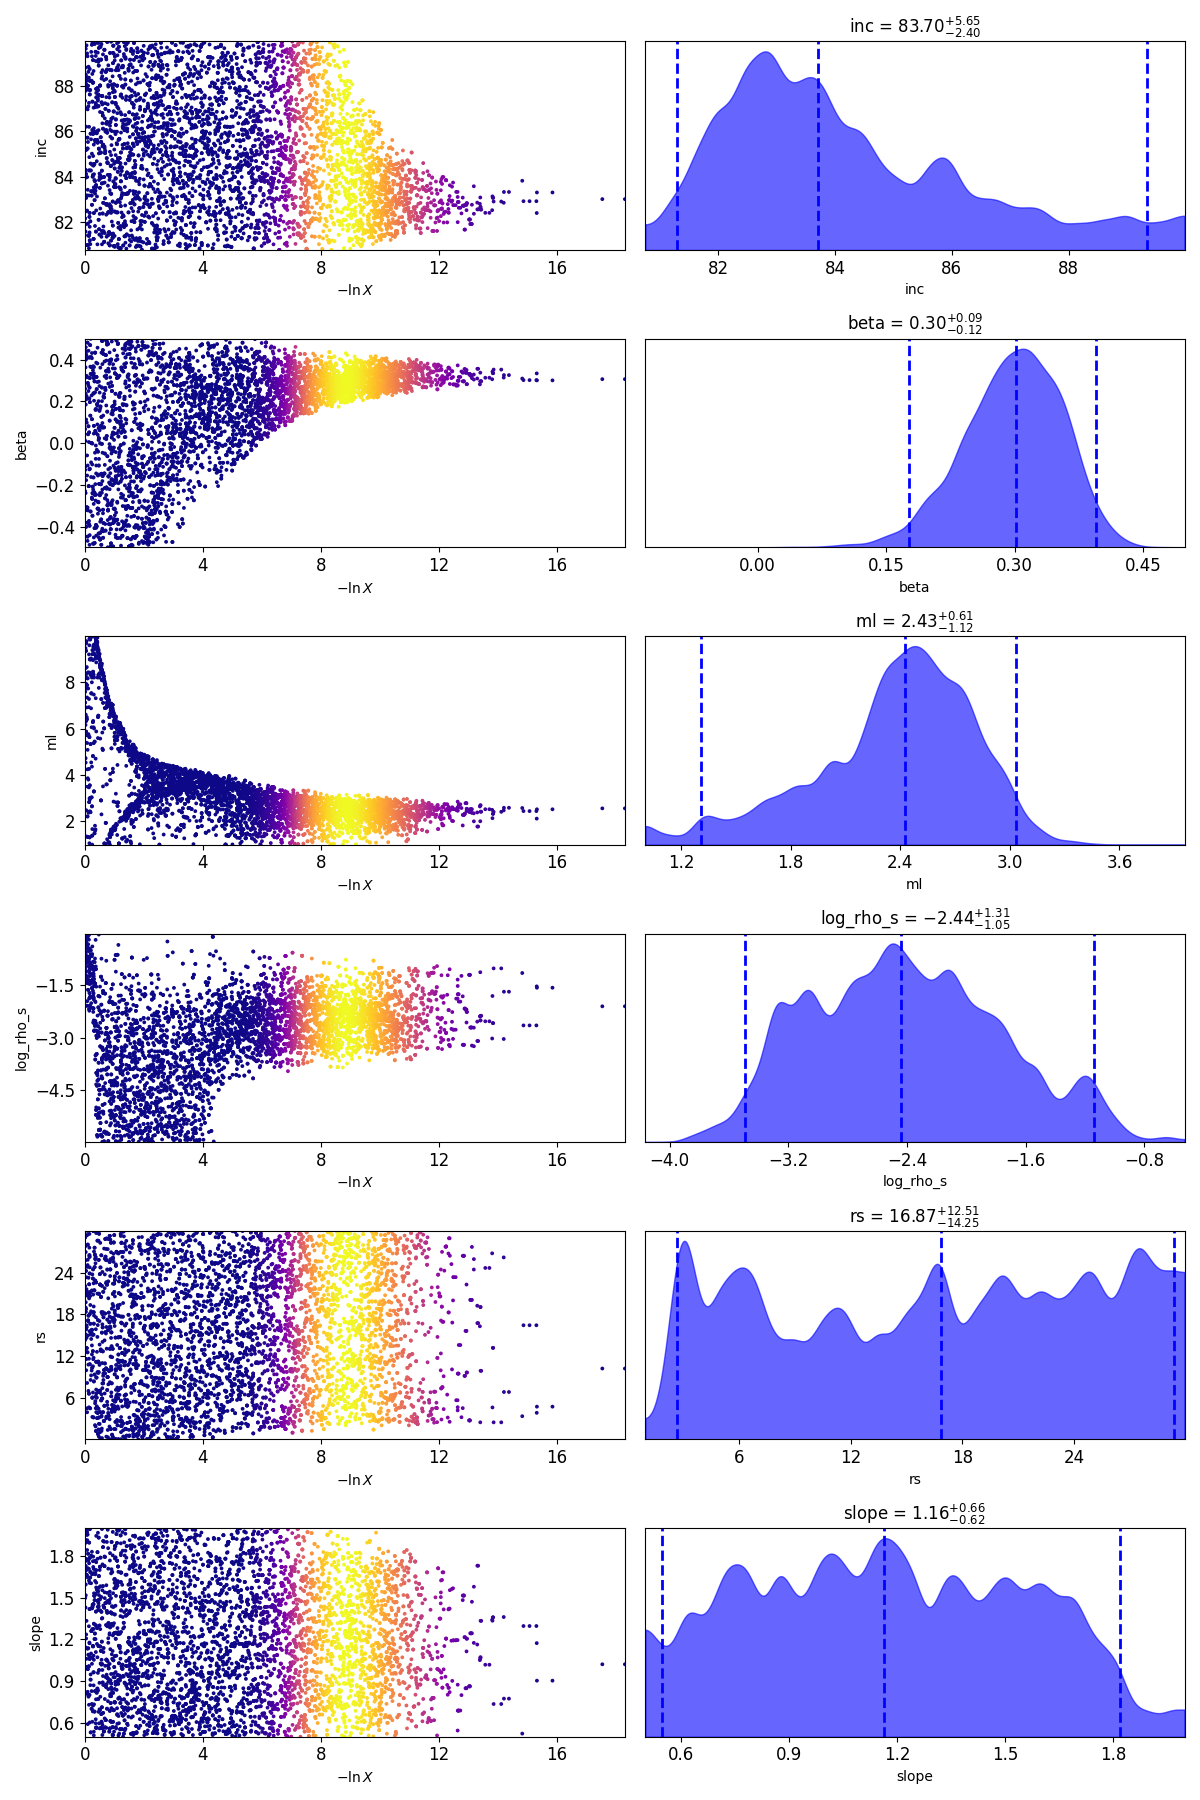 inc = 83.70+5.65−2.40
88
86
84
82
inc
0 4 8 12 16
−ln X
82 84 86 88
inc
beta = 0.30+0.09−0.12
0.4
0.2
0.0
−0.2
−0.4
beta
0 4 8 12 16
−ln X
0.00 0.15 0.30 0.45
beta
ml = 2.43+0.61−1.12
8
6
4
2
ml
0 4 8 12 16
−ln X
1.2 1.8 2.4 3.0 3.6
ml
log_rho_s = −2.44+1.31−1.05
−1.5
−3.0
−4.5
log_rho_s
0 4 8 12 16
−ln X
−4.0 −3.2 −2.4 −1.6 −0.8
log_rho_s
rs = 16.87+12.51−14.25
24
18
12
6
rs
0 4 8 12 16
−ln X
6 12 18 24
rs
slope = 1.16+0.66−0.62
1.8
1.5
1.2
0.9
0.6
slope
0 4 8 12 16
−ln X
0.6 0.9 1.2 1.5 1.8
slope